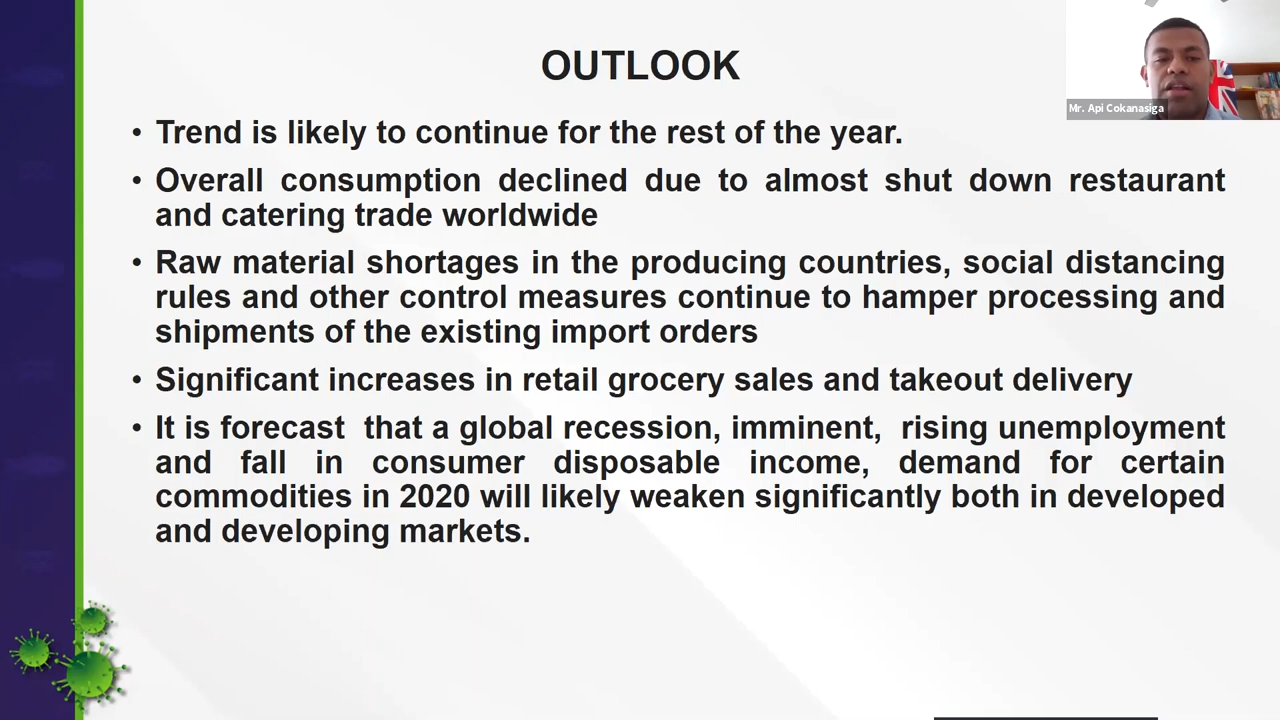 OUTLOOK
Mr. Api Cokanasiga
• Trend is likely to continue for the rest of the year.
• Overall consumption declined due to almost shut down restaurant
and catering trade worldwide
• Raw material shortages in the producing countries, social distancing
rules and other control measures continue to hamper processing and
shipments of the existing import orders
• Significant increases in retail grocery sales and takeout delivery
• It is forecast that a global recession, imminent, rising unemployment
and fall in consumer disposable income, demand for certain
commodities in 2020 will likely weaken significantly both in developed
and developing markets.